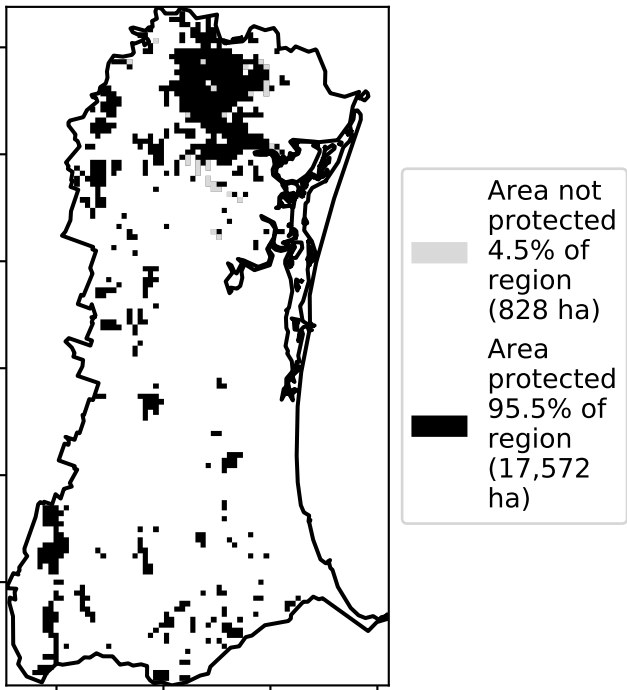 Area not
protected
4.5% of
region
(828 ha)
Area
protected
95.5% of
region
(17,572
ha)